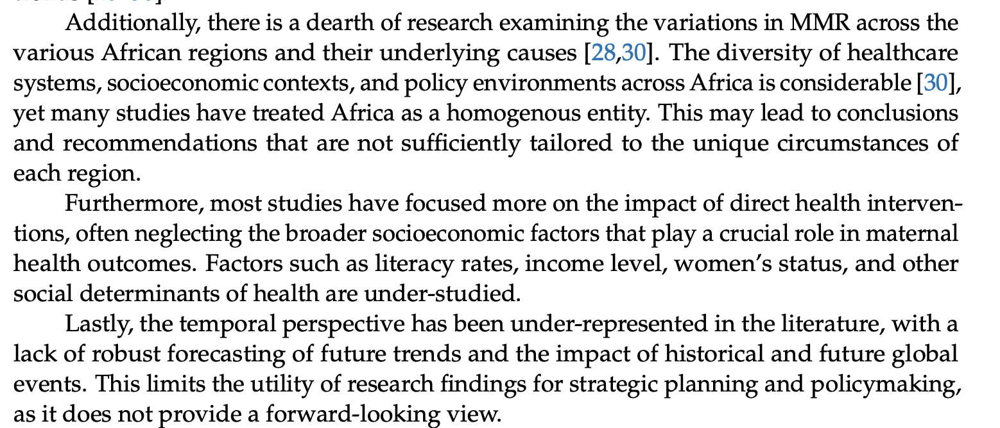 Additionally, there is a dearth of research examining the variations in MMR across the
various African regions and their underlying causes [28,30]. The diversity of healthcare
systems, socioeconomic contexts, and policy environments across Africa is considerable [30],
yet many studies have treated Africa as a homogenous entity. This may lead to conclusions
and recommendations that are not sufficiently tailored to the unique circumstances of
each region.
Furthermore, most studies have focused more on the impact of direct health interven-
tions, often neglecting the broader socioeconomic factors that play a crucial role in maternal
health outcomes. Factors such as literacy rates, income level, women’s status, and other
social determinants of health are under-studied.
Lastly, the temporal perspective has been under-represented in the literature, with a
lack of robust forecasting of future trends and the impact of historical and future global
events. This limits the utility of research findings for strategic planning and policymaking,
as it does not provide a forward-looking view.